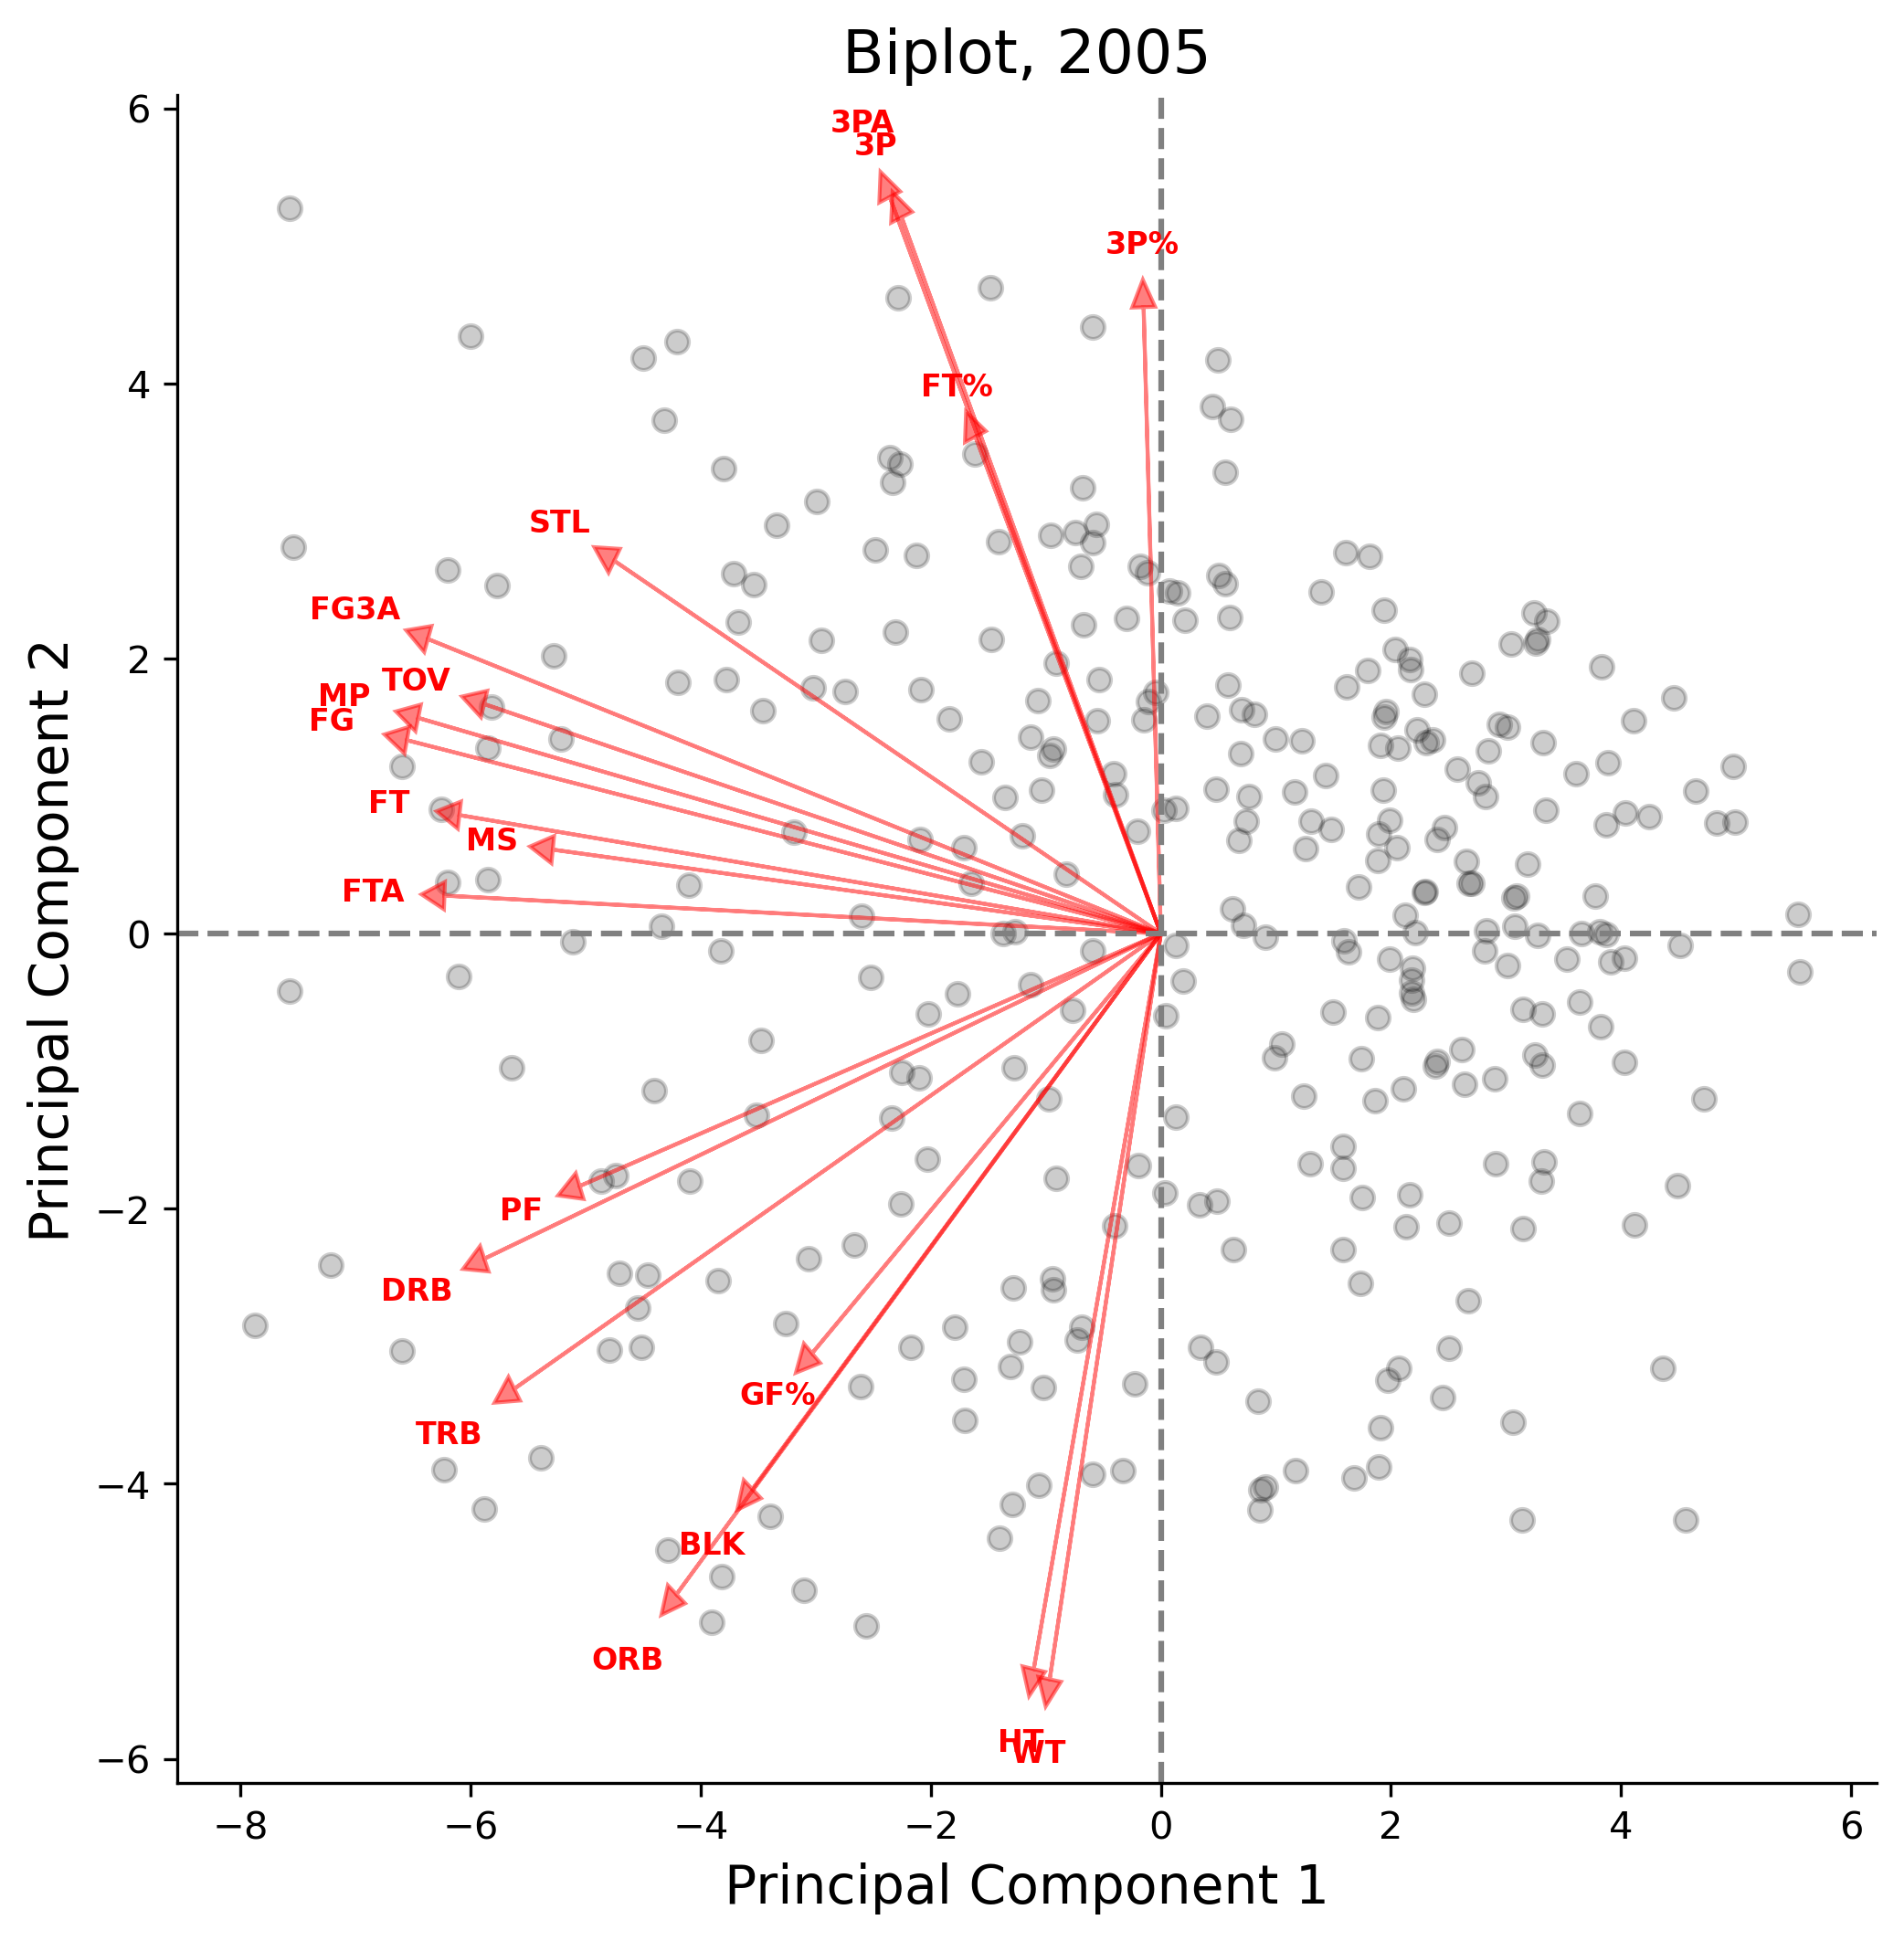 Biplot, 2005
6
3PA
3P
3P%
4
FT%
STL
FG3A
2
TOV
MP
FG
FT
MS
FTA
0
PF
−2
DRB
GF%
TRB
−4
BLK
ORB
HT
WT
−6
−8 −6 −4 −2 0 2 4 6
Principal Component 1
Principal Component 2